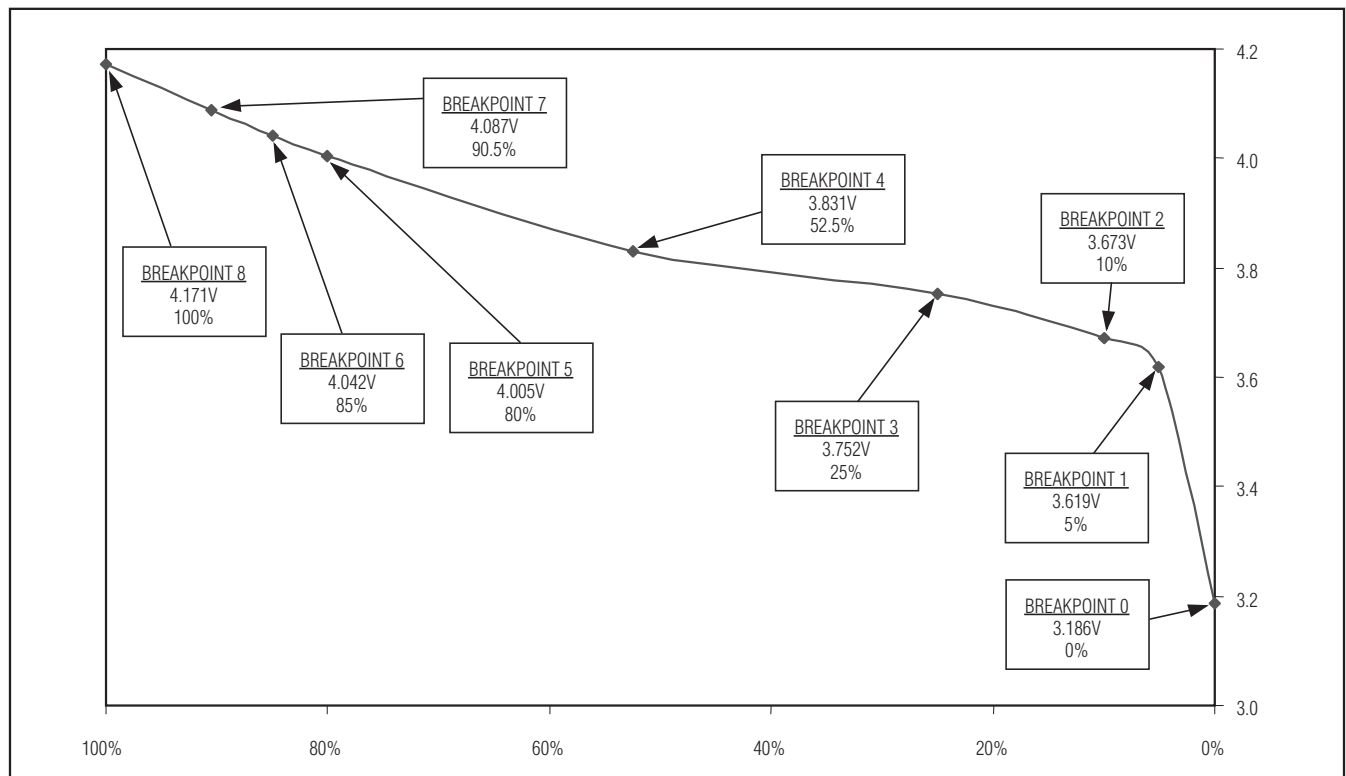 4.2
4.0
3.8
3.6
3.4
3.2
3.0
BREAKPOINT 7
4.087V
90.5%
BREAKPOINT 4
3.831V
52.5%
BREAKPOINT 2
3.673V
10%
BREAKPOINT 8
4.171V
100%
BREAKPOINT 6
4.042V
85%
BREAKPOINT 5
4.005V
80%
BREAKPOINT 3
3.752V
25%
BREAKPOINT 1
3.619V
5%
BREAKPOINT 0
3.186V
0%
100%
80%
60%
40%
20%
0%